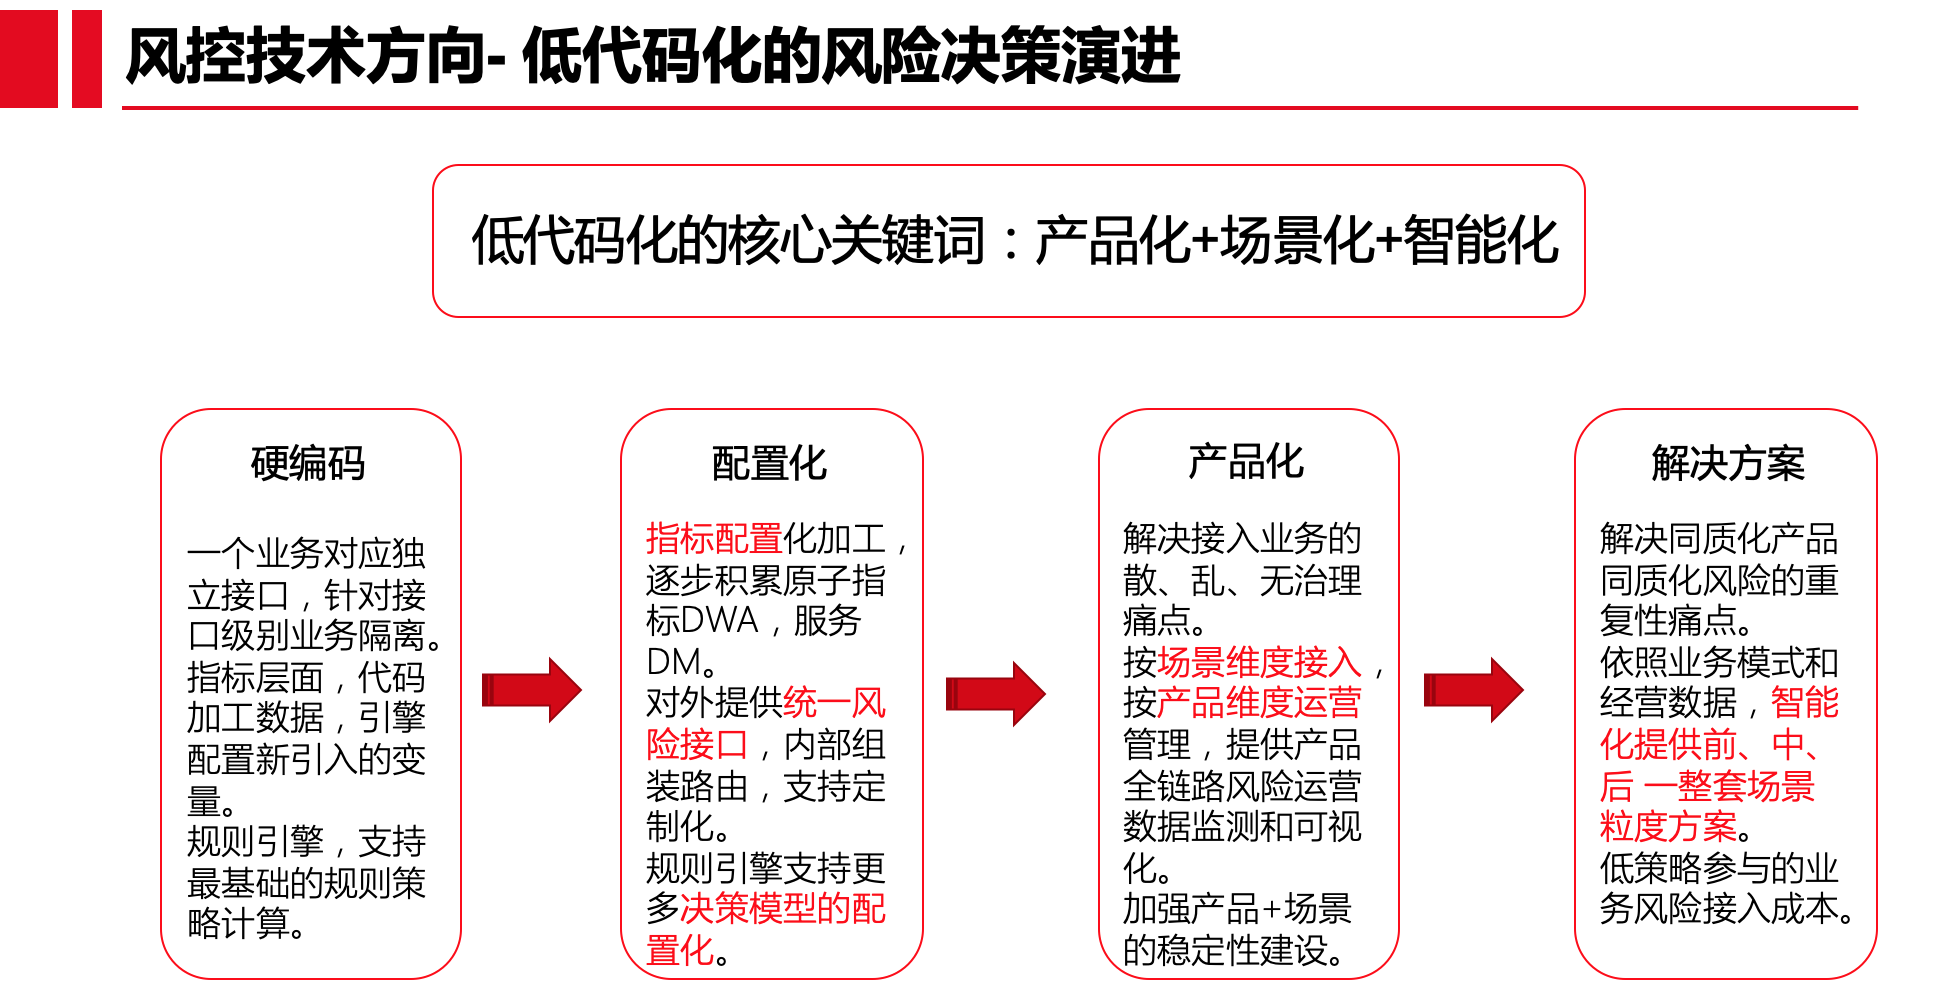 风控技术方向- 低代码化的风险决策演进
低代码化的核心关键词：产品化+场景化+智能化
硬编码
一个业务对应独
立接口，针对接
口级别业务隔离。
指标层面，代码
加工数据，引擎
配置新引入的变
量。
规则引擎，支持
最基础的规则策
略计算。
配置化
指标配置化加工，
逐步积累原子指
标DWA，服务
DM。
对外提供统一风
险接口，内部组
装路由，支持定
制化。
规则引擎支持更
多决策模型的配
置化。
产品化
解决接入业务的
散、乱、无治理
痛点。
按场景维度接入，
按产品维度运营
管理，提供产品
全链路风险运营
数据监测和可视
化。
加强产品+场景
的稳定性建设。
解决方案
解决同质化产品
同质化风险的重
复性痛点。
依照业务模式和
经营数据，智能
化提供前、中、
后 一整套场景
粒度方案。
低策略参与的业
务风险接入成本。